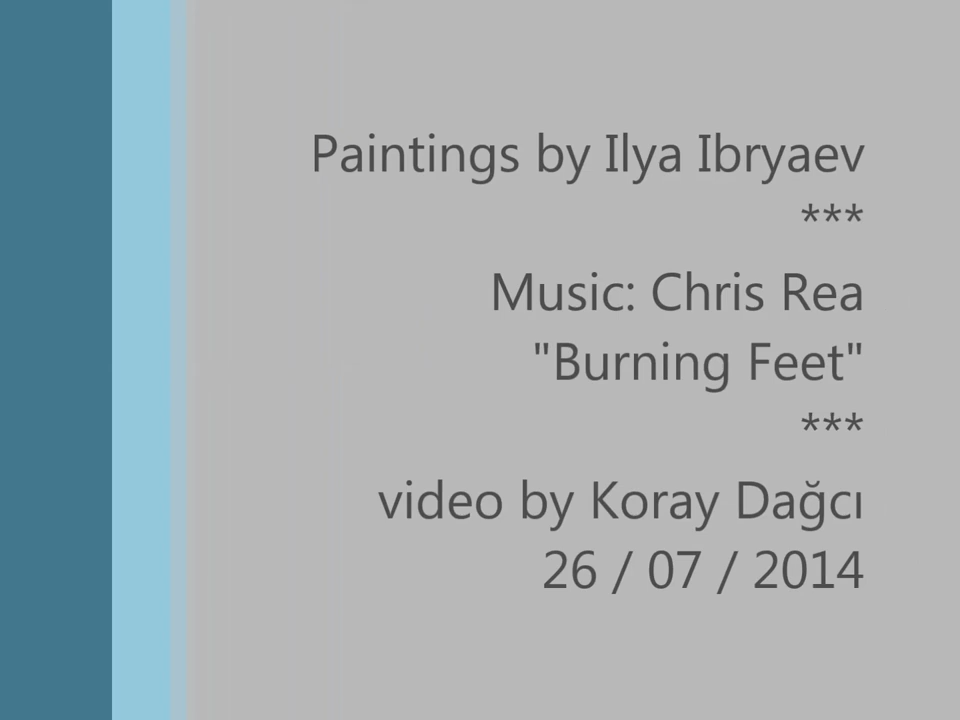 Paintings by Ilya Ibryaev
***
Music: Chris Rea
"Burning Feet"
***
video by Koray Dağcı
26 / 07 / 2014